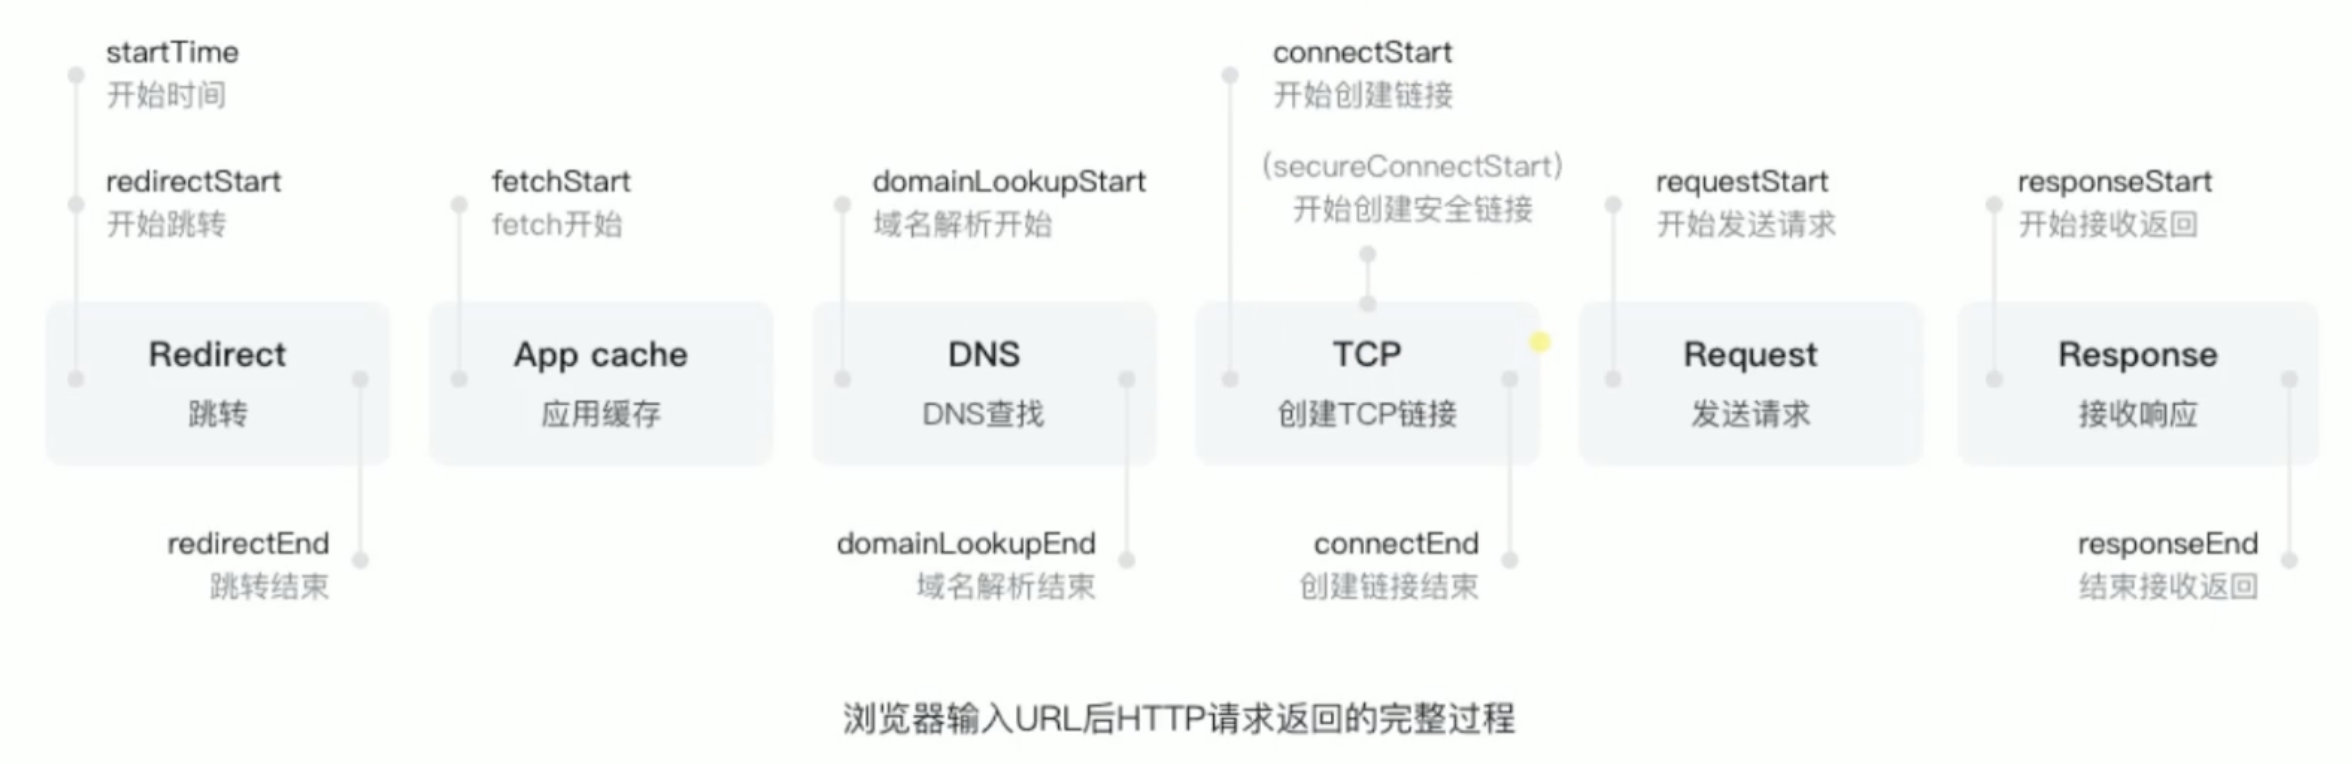 startTime
开始时间
redirectStart
开始跳转
Redirect
跳转
redirectEnd
跳转结束
fetchStart
fetch开始
App cache
应用缓存
domainLookupStart
域名解析开始
DNS
DNS查找
domainLookupEnd
域名解析结束
connectStart
开始创建链接
(secureConnectStart)
开始创建安全链接
TCP
创建TCP链接
connectEnd
创建链接结束
requestStart
开始发送请求
Request
发送请求
responseStart
开始接收返回
Response
接收响应
responseEnd
结束接收返回
浏览器输入URL后HTTP请求返回的完整过程